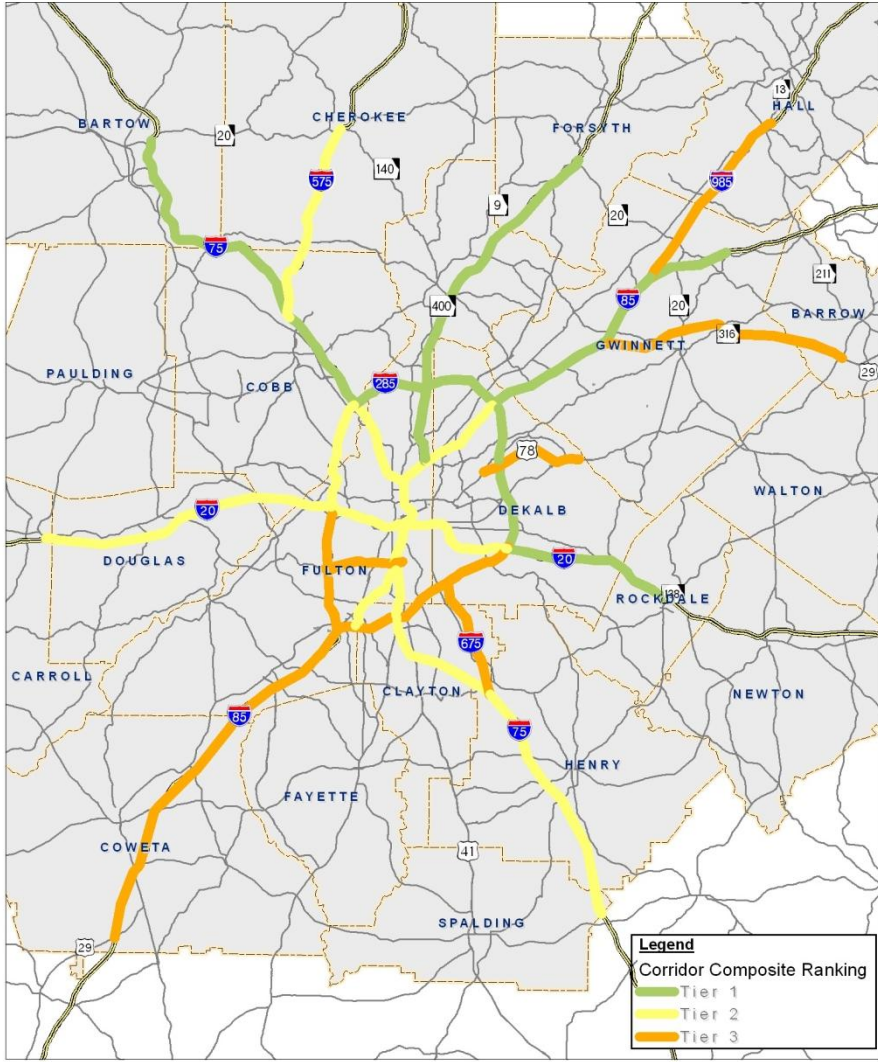 13
HALL
BARTOW
20
CHEROKEE
FORSYTH
575
140
985
9
20
75
211
400
85
20
BARROW
316
GWINNETT
29
PAULDING
COBB
285
78
WALTON
20
DEKALB
DOUGLAS
20
FULTON
138
ROCKDALE
675
CARROLL
CLAYTON
NEWTON
85
75
HENRY
FAYETTE
COWETA
41
SPALDING
29
Legend
Corridor Composite Ranking
Tier 1
Tier 2
Tier 3